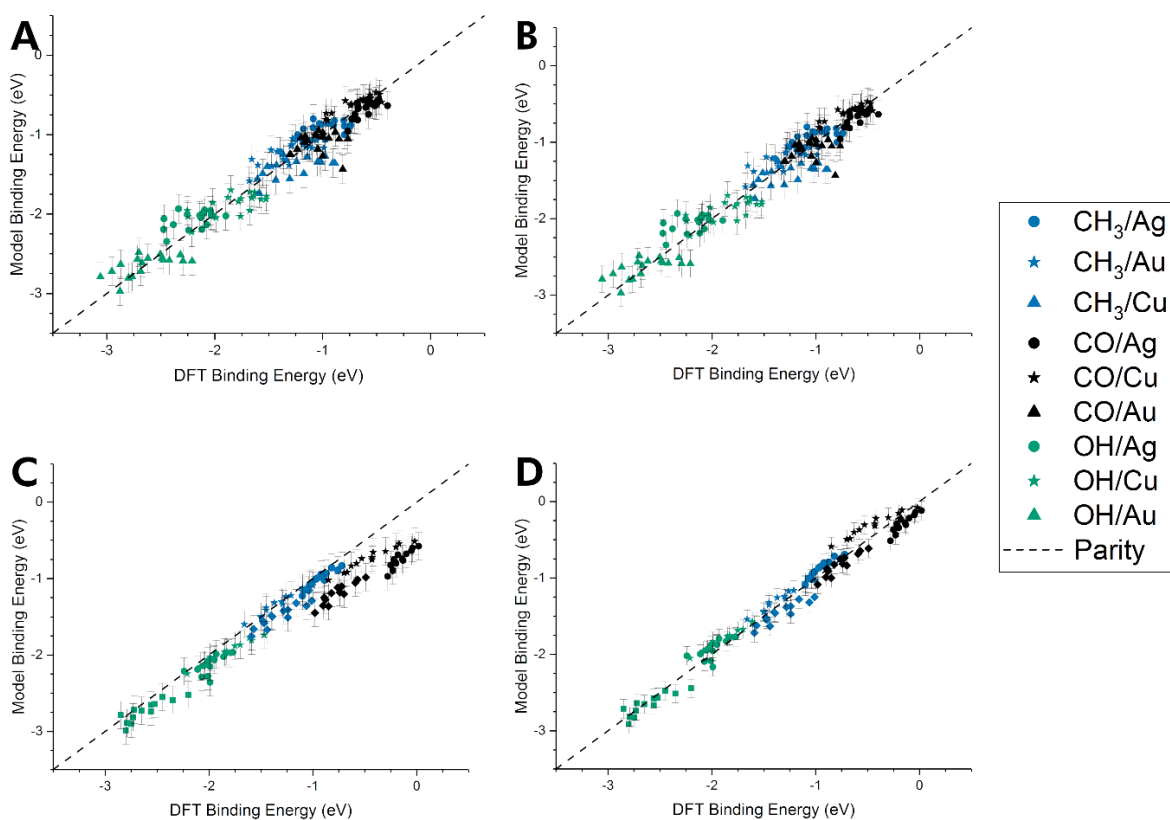 A
0
-1
-2
-3
Model Binding Energy (eV)
-3
-2
-1
0
DFT Binding Energy (eV)
B
0
-1
-2
-3
Model Binding Energy (eV)
-3
-2
-1
0
DFT Binding Energy (eV)
C
0
-1
-2
-3
Model Binding Energy (eV)
-3
-2
-1
0
DFT Binding Energy (eV)
D
0
-1
-2
-3
Model Binding Energy (eV)
-3
-2
-1
0
DFT Binding Energy (eV)
CH₃/Ag
CH₃/Au
CH₃/Cu
CO/Ag
CO/Cu
CO/Au
OH/Ag
OH/Cu
OH/Au
Parity